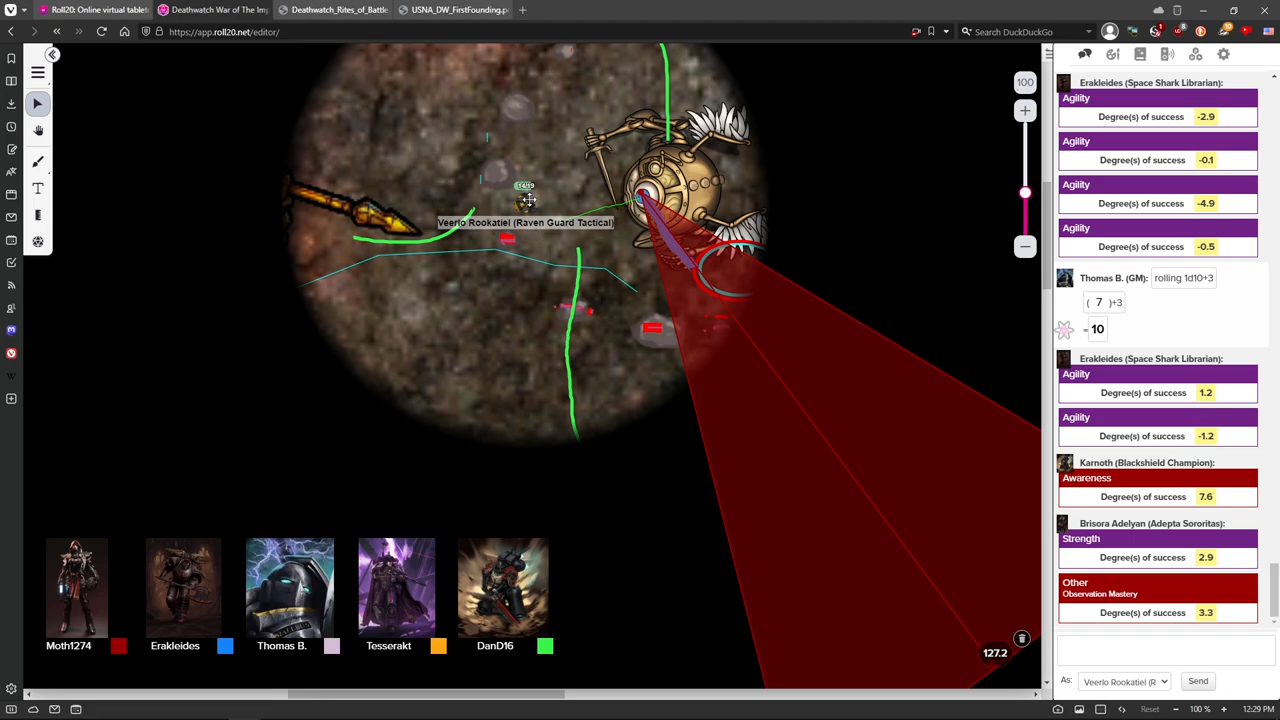 Roll20: Online virtual tablet
Deathwatch War of The Im
Deathwatch_Rites_of_Battle.
USNA_DW_FirstFounding.p
https://app.roll20.net/editor/
Search DuckDuckGo
100
14/19
Veerlo Rookatiel (Raven Guard Tactical)
127.2
Moth1274
Erakleides
Thomas B.
Tesserakt
DanD16
Erakleides (Space Shark Librarian):
Agility
Degree(s) of success -2.9
Agility
Degree(s) of success -0.1
Agility
Degree(s) of success -4.9
Agility
Degree(s) of success -0.5
Thomas B. (GM): rolling 1d10+3
( 7 )+3
= 10
Erakleides (Space Shark Librarian):
Agility
Degree(s) of success 1.2
Agility
Degree(s) of success -1.2
Karnoth (Blackshield Champion):
Awareness
Degree(s) of success 7.6
Brisora Adelyan (Adepta Sororitas):
Strength
Degree(s) of success 2.9
Other
Observation Mastery
Degree(s) of success 3.3
As: Veerlo Rookatiel (R
Send
Reset
100 %
12:29 PM